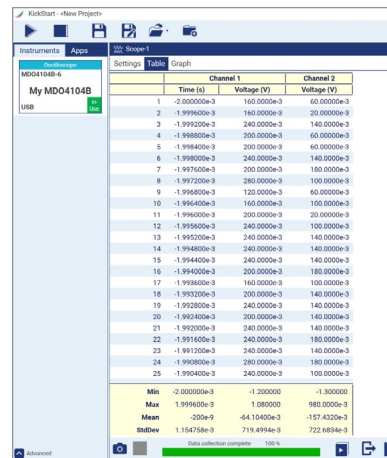 KickStart - <New Project>
Instruments Apps
Scope-1
Oscilloscope
MDO4104B-6
My MDO4104B
USB
In Use
Settings Table Graph
Channel 1 Channel 2
Time (s) Voltage (V) Voltage (V)
1 -2.000000e-3 160.0000e-3 60.00000e-3
2 -1.999600e-3 160.0000e-3 20.00000e-3
3 -1.999200e-3 240.0000e-3 140.0000e-3
4 -1.998800e-3 200.0000e-3 60.00000e-3
5 -1.998400e-3 200.0000e-3 60.00000e-3
6 -1.998000e-3 240.0000e-3 140.0000e-3
7 -1.997600e-3 200.0000e-3 180.0000e-3
8 -1.997200e-3 280.0000e-3 100.0000e-3
9 -1.996800e-3 120.0000e-3 60.00000e-3
10 -1.996400e-3 160.0000e-3 100.0000e-3
11 -1.996000e-3 200.0000e-3 20.00000e-3
12 -1.995600e-3 240.0000e-3 100.0000e-3
13 -1.995200e-3 240.0000e-3 140.0000e-3
14 -1.994800e-3 240.0000e-3 140.0000e-3
15 -1.994400e-3 240.0000e-3 140.0000e-3
16 -1.994000e-3 200.0000e-3 180.0000e-3
17 -1.993600e-3 160.0000e-3 100.0000e-3
18 -1.993200e-3 200.0000e-3 140.0000e-3
19 -1.992800e-3 240.0000e-3 140.0000e-3
20 -1.992400e-3 200.0000e-3 140.0000e-3
21 -1.992000e-3 240.0000e-3 140.0000e-3
22 -1.991600e-3 240.0000e-3 180.0000e-3
23 -1.991200e-3 240.0000e-3 140.0000e-3
24 -1.990800e-3 280.0000e-3 180.0000e-3
25 -1.990400e-3 240.0000e-3 100.0000e-3
Min -2.000000e-3 -1.200000 -1.300000
Max 1.999600e-3 1.080000 980.0000e-3
Mean -200e-9 -64.10400e-3 -157.4320e-3
StdDev 1.154758e-3 719.4994e-3 722.6834e-3
Advanced
Data collection complete 100 %